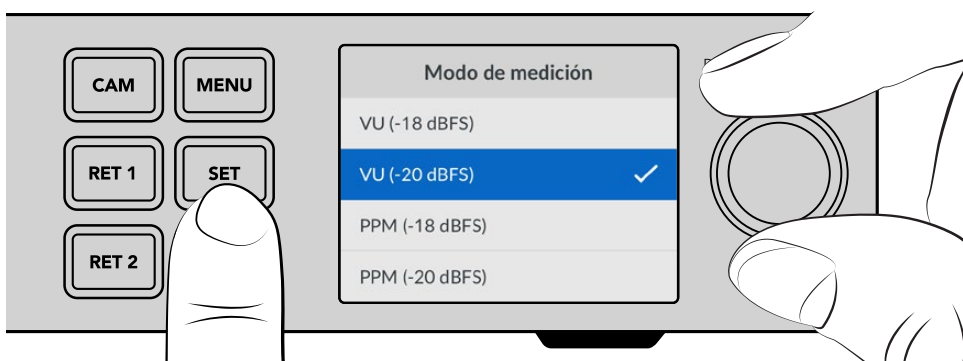 CAM
MENU
RET 1
SET
RET 2
Modo de medición
VU (-18 dBFS)
VU (-20 dBFS)
PPM (-18 dBFS)
PPM (-20 dBFS)